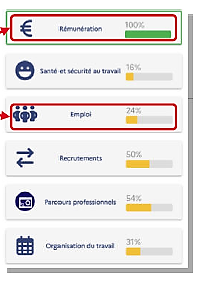 Rémunération 100%
Santé et sécurité au travail 16%
Emploi 24%
Recrutements 50%
Parcours professionnels 54%
Organisation du travail 31%